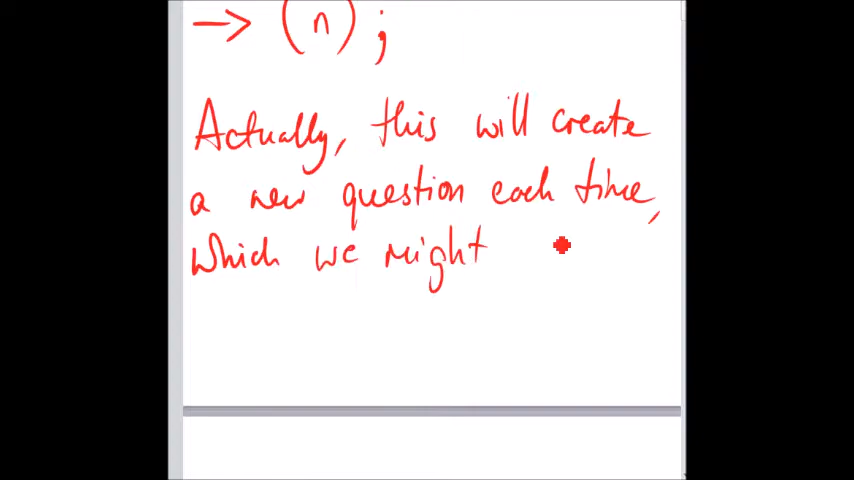 → (n);
Actually, this will create
a new question each time,
which we might